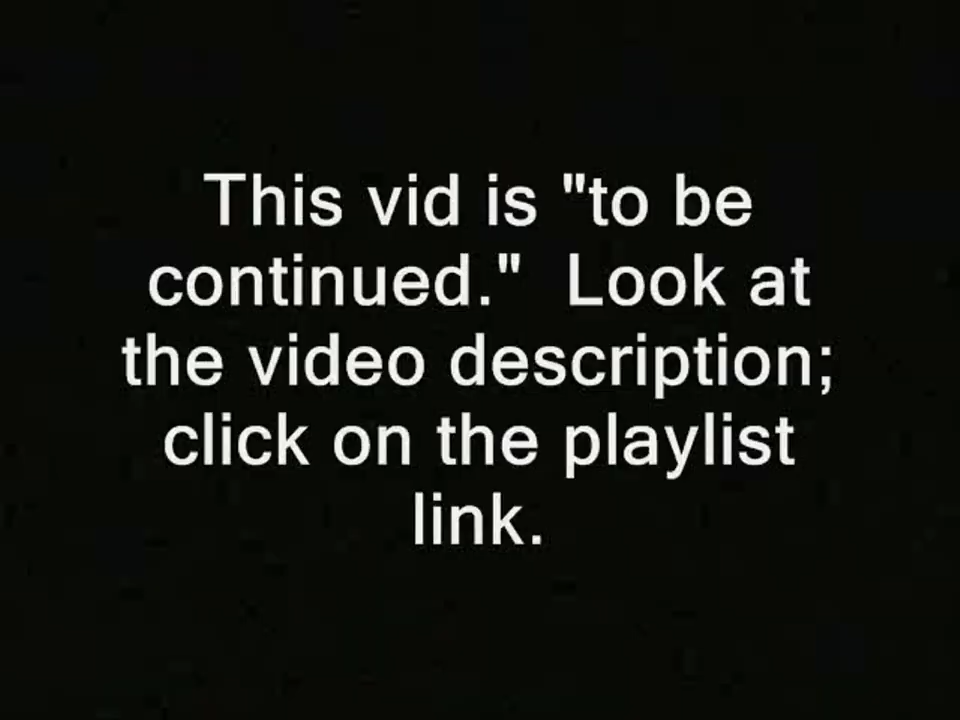 This vid is "to be
continued."  Look at
the video description;
click on the playlist
link.